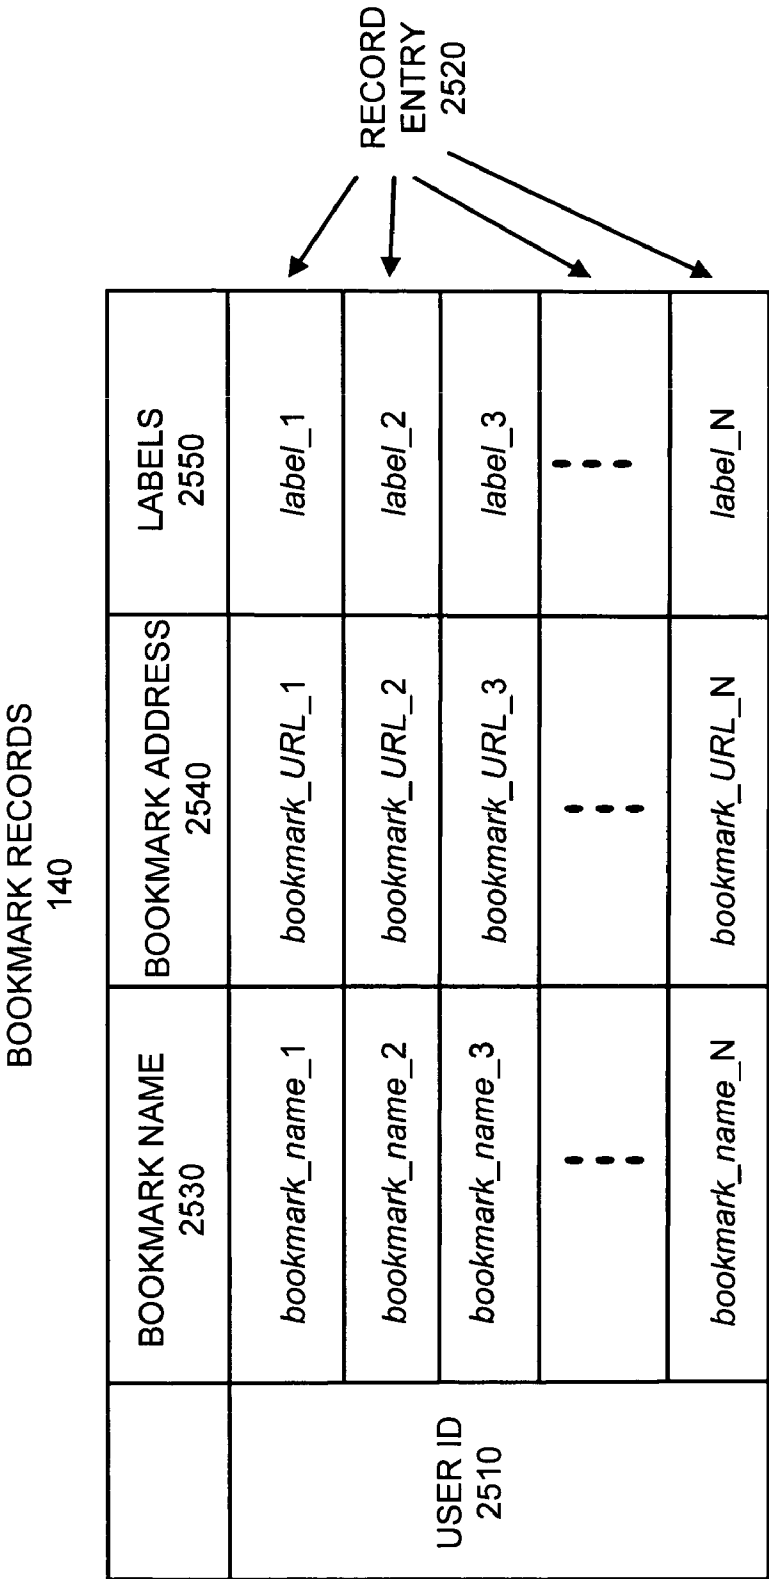 BOOKMARK RECORDS
140
BOOKMARK NAME
2530
BOOKMARK ADDRESS
2540
LABELS
2550
USER ID
2510
bookmark_name_1
bookmark_URL_1
label_1
bookmark_name_2
bookmark_URL_2
label_2
bookmark_name_3
bookmark_URL_3
label_3
bookmark_name_N
bookmark_URL_N
label_N
RECORD
ENTRY
2520